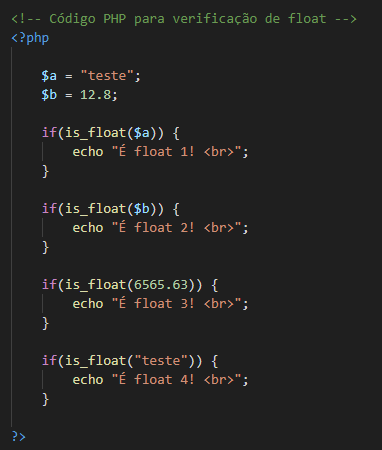 <!-- Código PHP para verificação de float -->
<?php
$a = "teste";
$b = 12.8;
if(is_float($a)) {
echo "É float 1! <br>";
}
if(is_float($b)) {
echo "É float 2! <br>";
}
if(is_float(6565.63)) {
echo "É float 3! <br>";
}
if(is_float("teste")) {
echo "É float 4! <br>";
}
?>